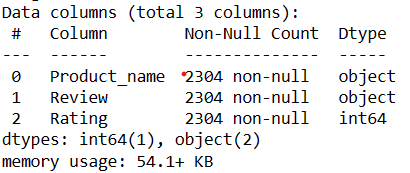 Data columns (total 3 columns):
 #   Column        Non-Null Count  Dtype
---  ------        --------------  -----
 0   Product_name  2304 non-null   object
 1   Review        2304 non-null   object
 2   Rating        2304 non-null   int64
dtypes: int64(1), object(2)
memory usage: 54.1+ KB